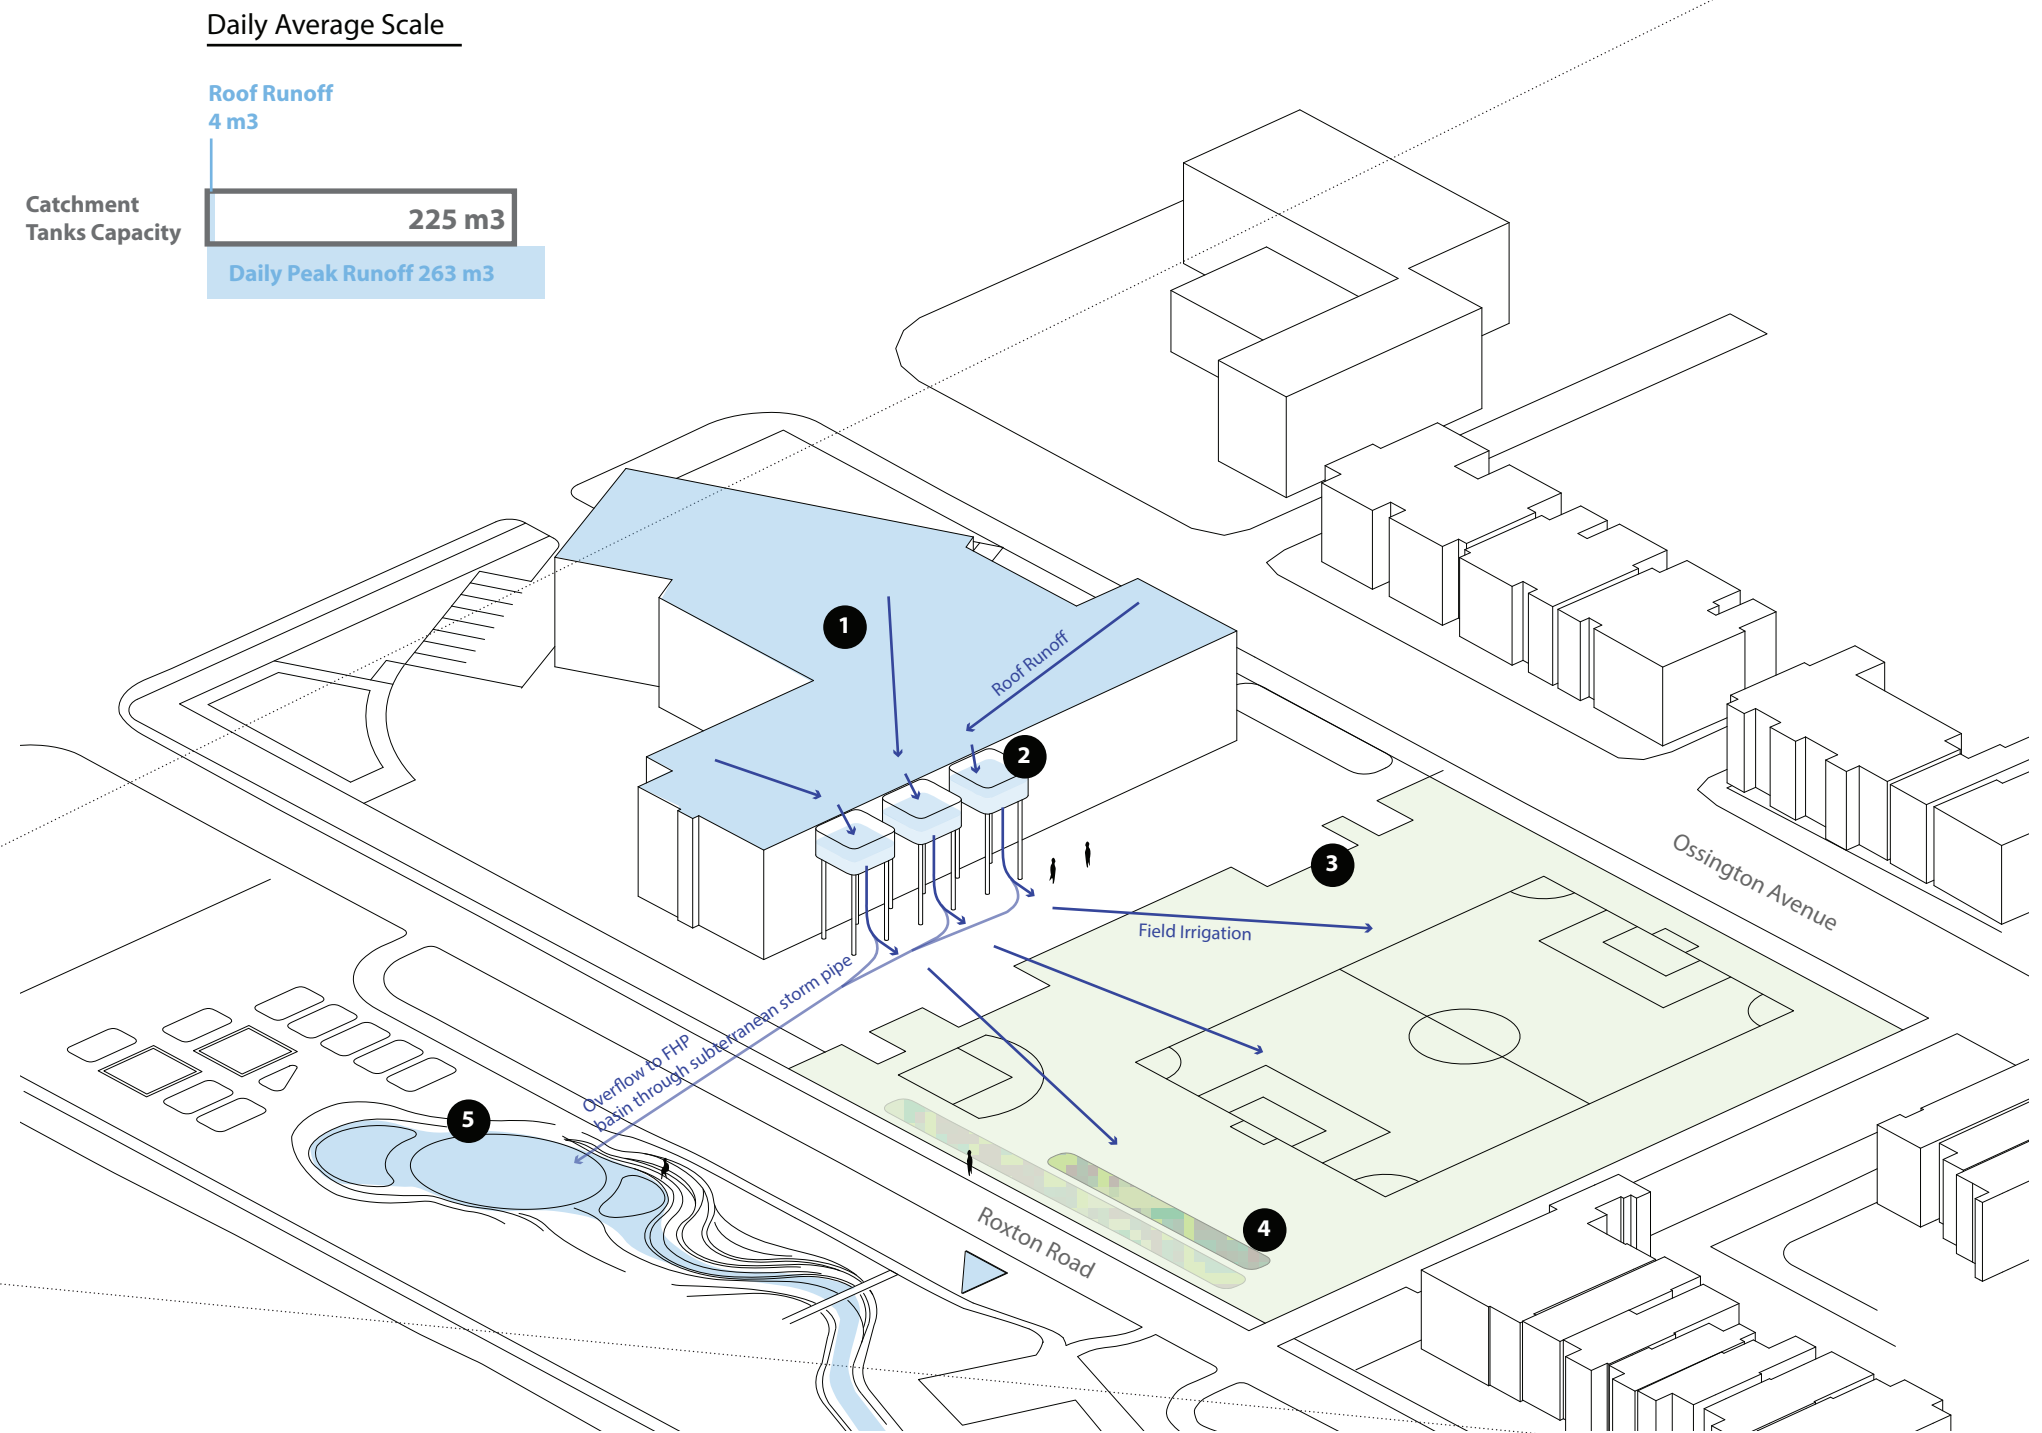 Daily Average Scale
Roof Runoff
4 m3
Catchment
Tanks Capacity
225 m3
Daily Peak Runoff 263 m3
1
Roof Runoff
2
3
Ossington Avenue
Field Irrigation
Overflow to FHP
basin through subterranean storm pipe
5
4
Roxton Road